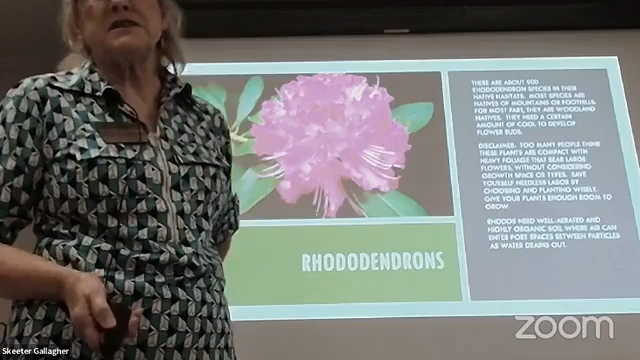 THERE ARE ABOUT 900
RHODODENDRON SPECIES IN THEIR
NATIVE HABITATS. MOST SPECIES ARE
NATIVES OF MOUNTAINS OR FOOTHILLS.
FOR MOST PART, THEY ARE WOODLAND
NATIVES. THEY NEED A CERTAIN
AMOUNT OF COOL TO DEVELOP
FLOWER BUDS.
DISCLAIMER: TOO MANY PEOPLE THINK
THESE PLANTS ARE COMPACT WITH
HEAVY FOLIAGE THAT BEAR LARGE
FLOWERS, WITHOUT CONSIDERING
GROWTH SPACE OR TYPES. SAVE
YOURSELF NEEDLESS LABOR BY
CHOOSING AND PLANTING WISELY.
GIVE YOUR PLANTS ENOUGH ROOM TO
GROW
RHODOS NEED WELL-AERATED AND
HIGHLY ORGANIC SOIL WHERE AIR CAN
ENTER PORE SPACES BETWEEN PARTICLES
AS WATER DRAINS OUT.
RHODODENDRONS
zoom
Skeeter Gallagher